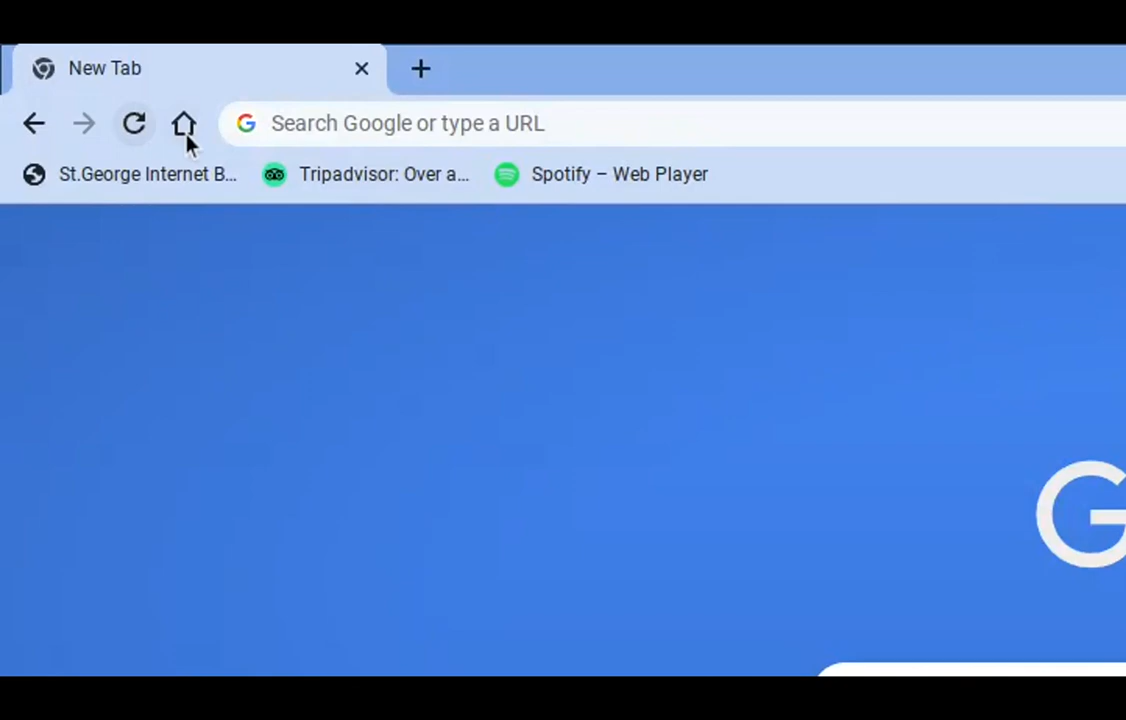 New Tab
Search Google or type a URL
St.George Internet B... Tripadvisor: Over a... Spotify – Web Player
G